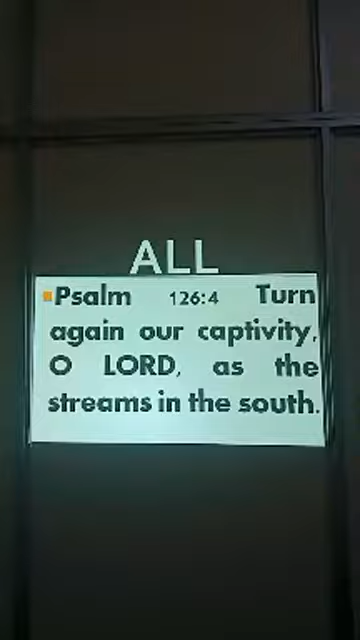 ALL
Psalm 126:4 Turn
again our captivity,
O LORD, as the
streams in the south.